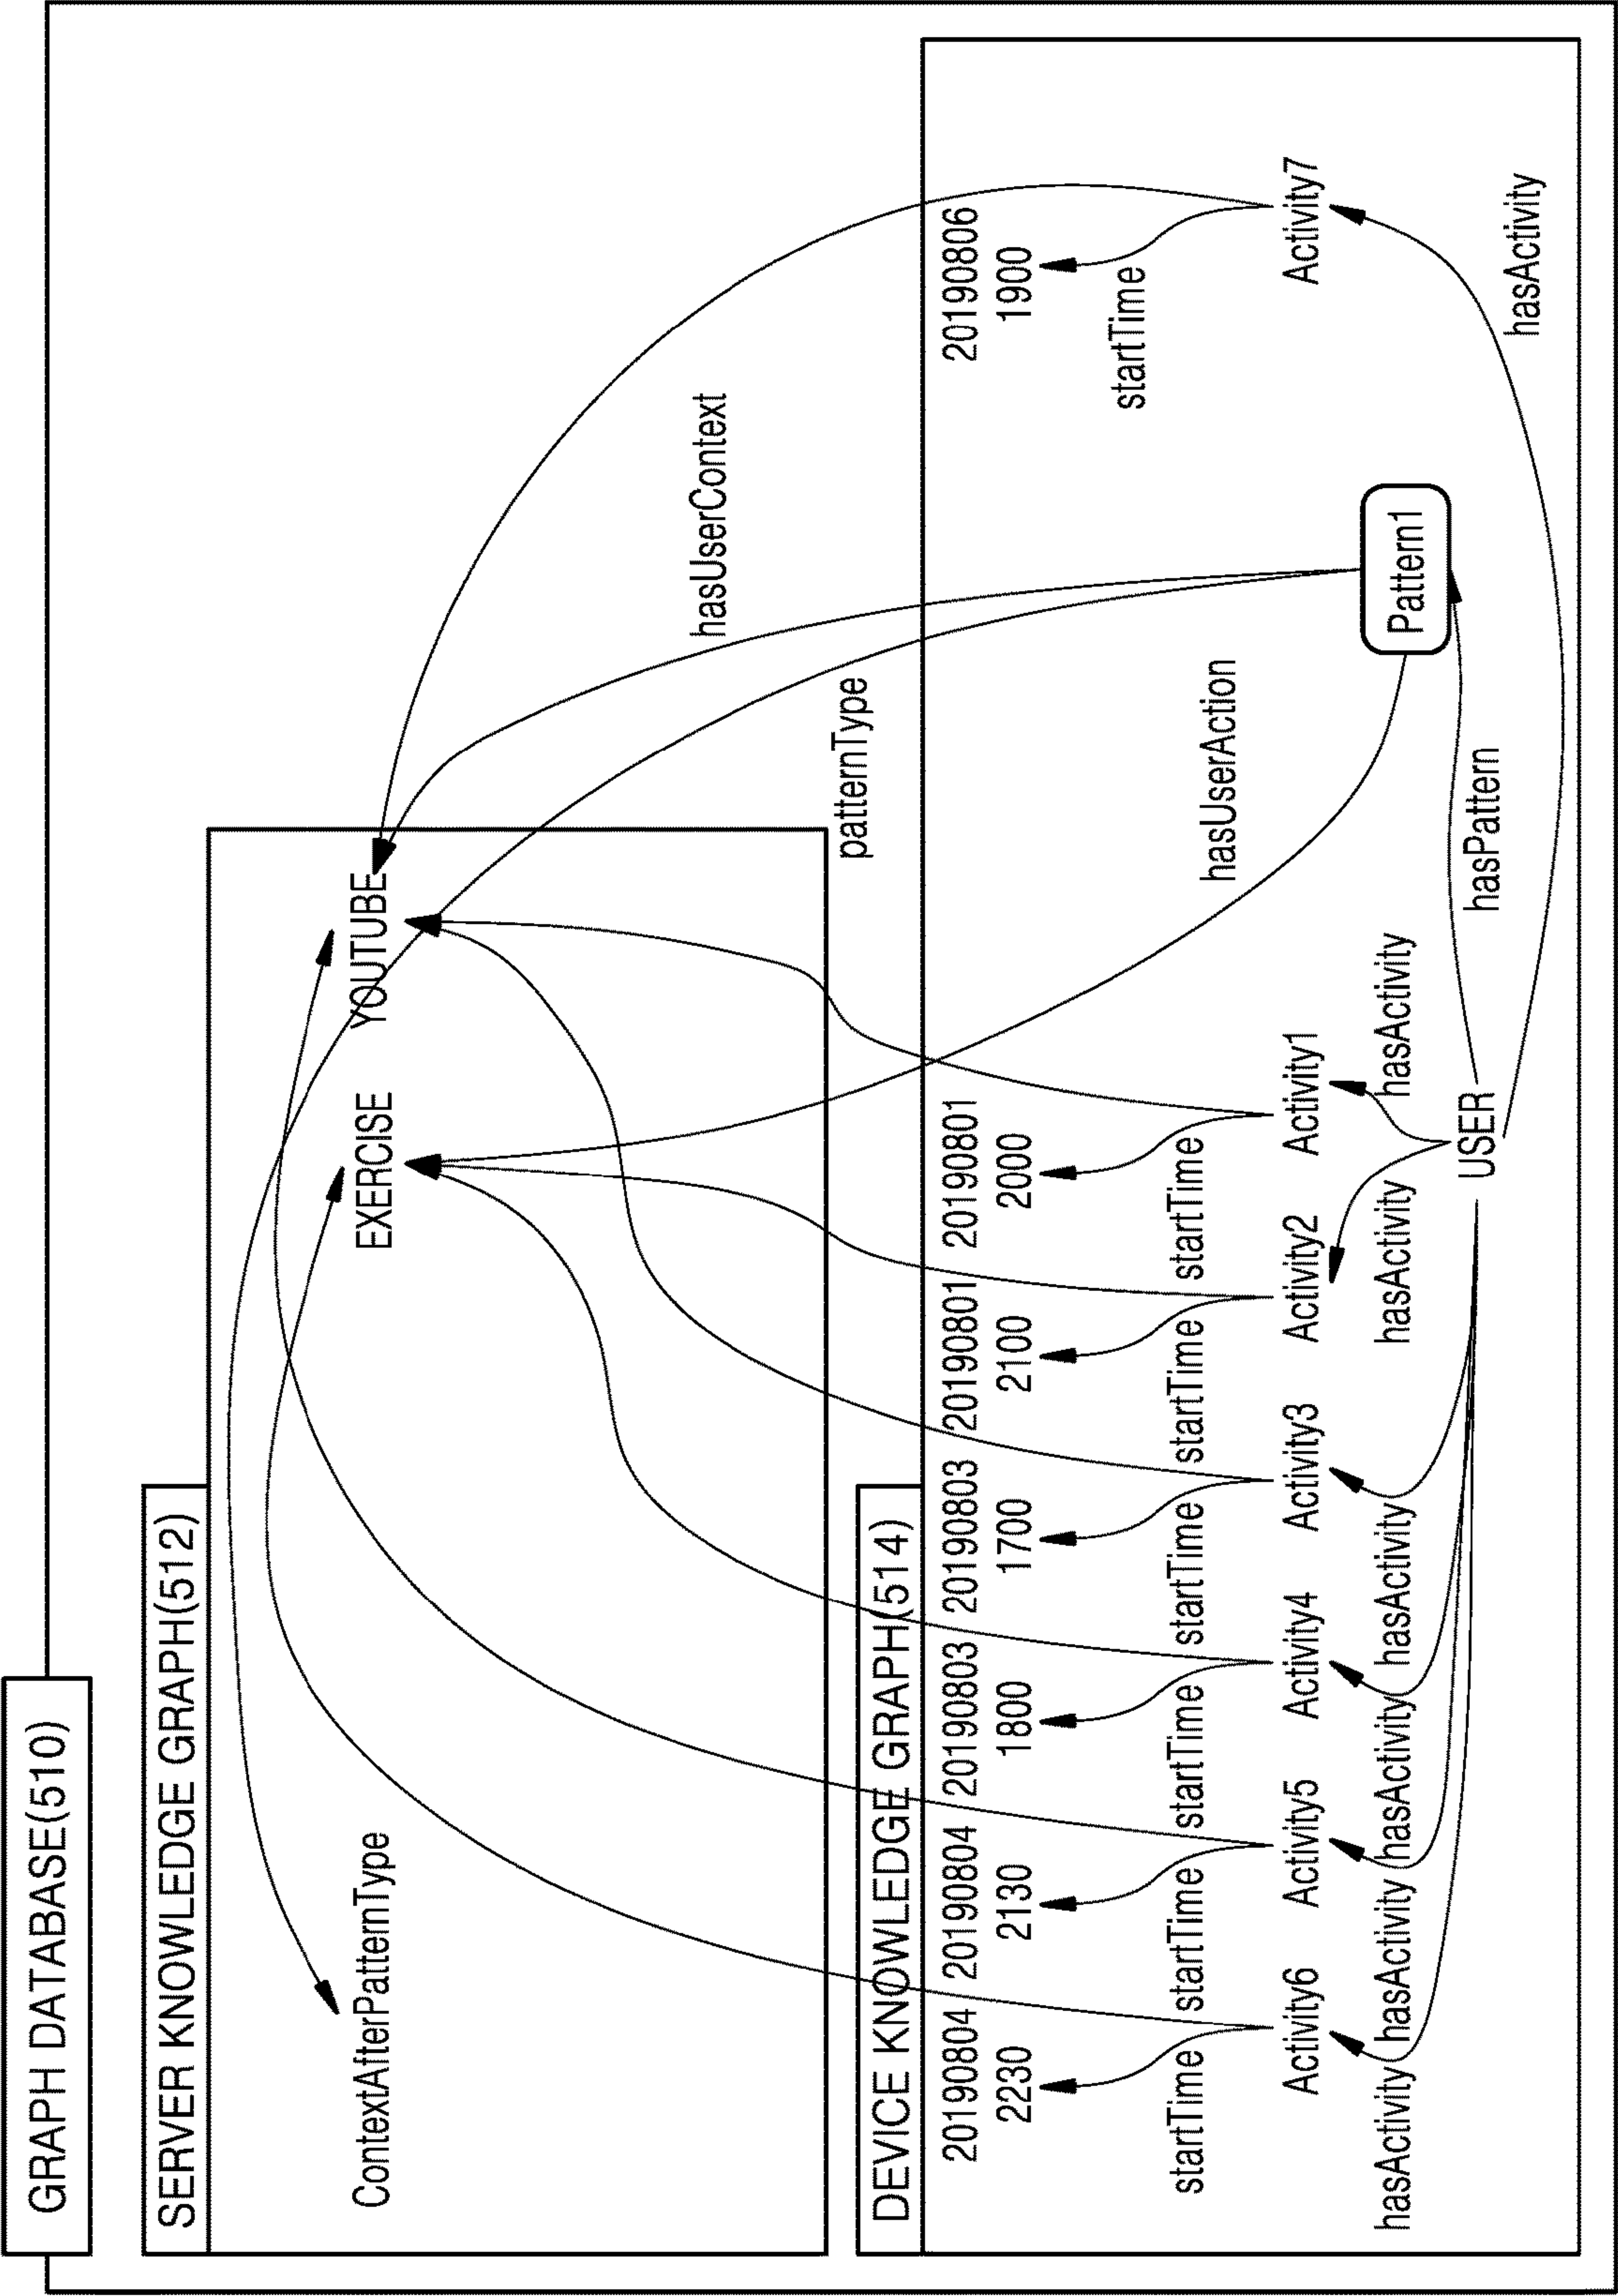 GRAPH DATABASE(510)
SERVER KNOWLEDGE GRAPH(512)
ContextAfterPatternType
EXERCISE
YOUTUBE
hasUserContext
patternType
DEVICE KNOWLEDGE GRAPH(514)
20190804
2230
20190804
2130
20190803
1800
20190803
1700
20190801
2100
20190801
2000
20190806
1900
startTime
startTime
startTime
startTime
startTime
startTime
startTime
hasUserAction
Activity6
Activity5
Activity4
Activity3
Activity2
Activity1
Activity7
Pattern1
hasActivity
hasActivity
hasActivity
hasActivity
hasActivity
hasActivity
USER
hasPattern
hasActivity